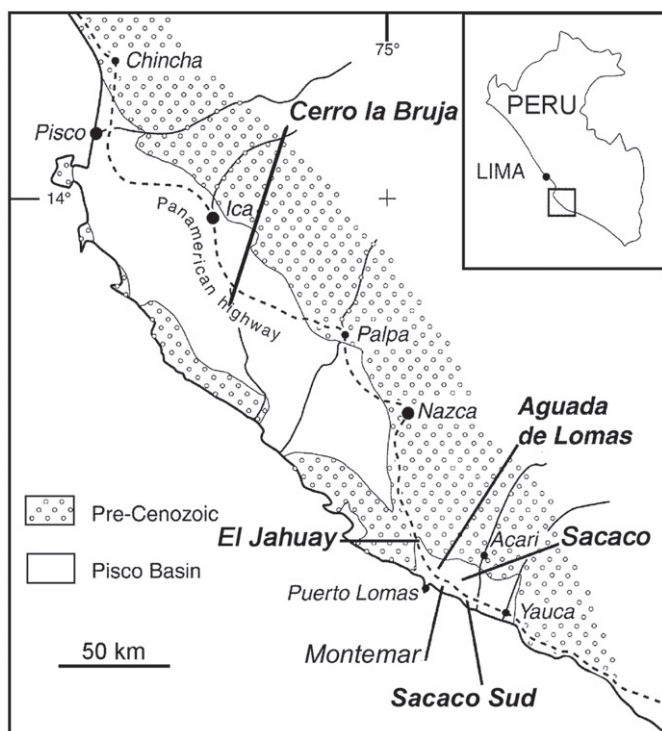 75°
Chincha
Cerro la Bruja
PERU
Pisco
LIMA
14°
Ica
Panamerican highway
Palpa
Nazca
Aguada
de Lomas
Pre-Cenozoic
El Jahuay
Acari
Sacaco
Pisco Basin
Puerto Lomas
Yauca
50 km
Montemar
Sacaco Sud